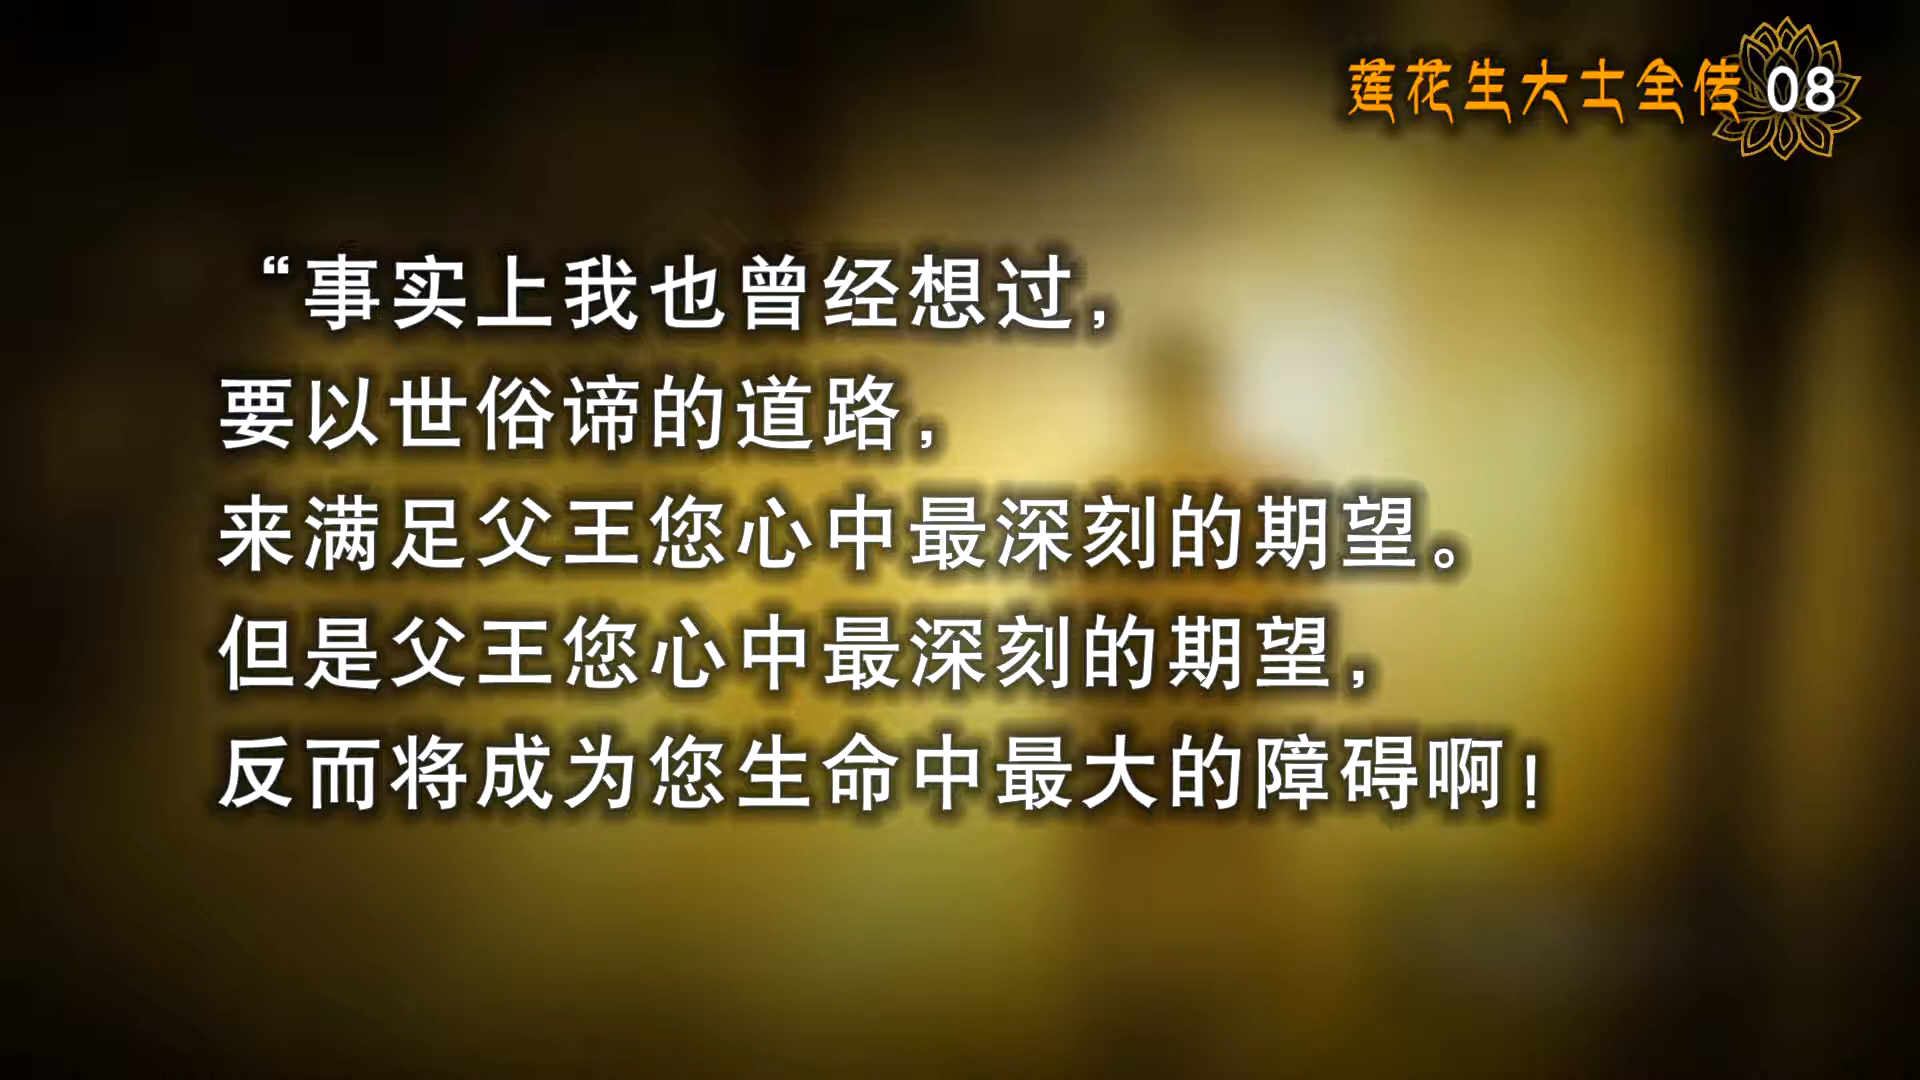 莲花生大士全传 08
“事实上我也曾经想过，
要以世俗谛的道路，
来满足父王您心中最深刻的期望。
但是父王您心中最深刻的期望，
反而将成为您生命中最大的障碍啊！